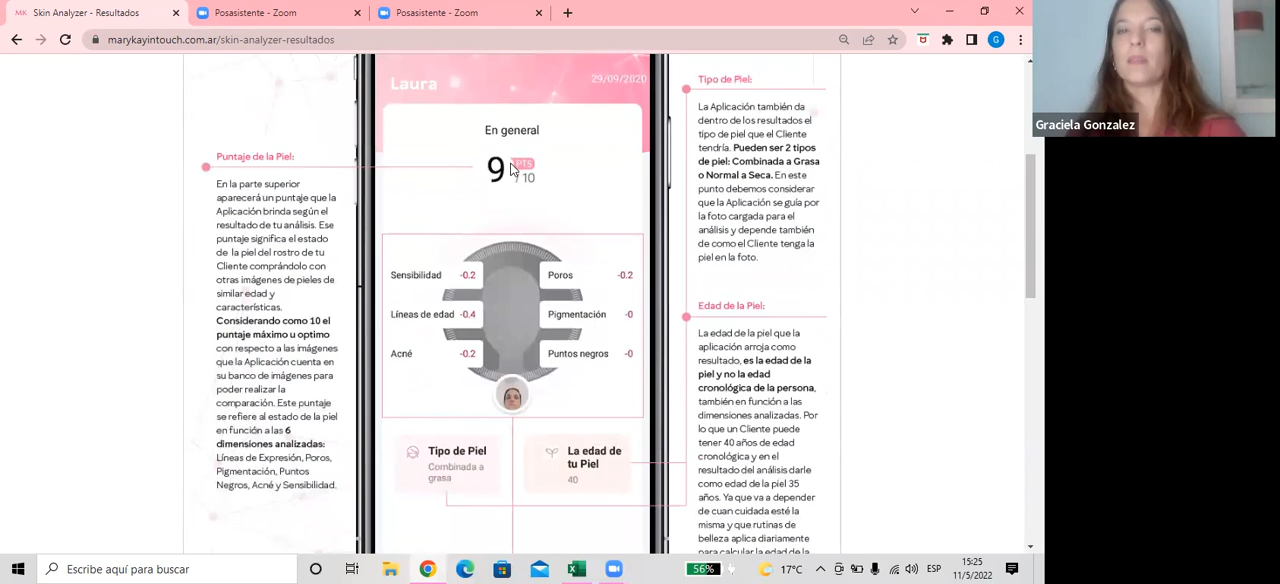 Skin Analyzer - Resultados
Posasistente - Zoom
Posasistente - Zoom
marykayintouch.com.ar/skin-analyzer-resultados
Graciela Gonzalez
Laura
29/09/2020
En general
9 PTS
/ 10
Puntaje de la Piel:
En la parte superior
aparecerá un puntaje que la
Aplicación brinda según el
resultado de tu análisis. Ese
puntaje significa el estado
de la piel del rostro de tu
Cliente comprándolo con
otras imágenes de pieles de
similar edad y
características.
Considerando como 10 el
puntaje máximo u optimo
con respecto a las imágenes
que la Aplicación cuenta en
su banco de imágenes para
poder realizar la
comparación. Este puntaje
se refiere al estado de la piel
en función a las 6
dimensiones analizadas:
Líneas de Expresión, Poros,
Pigmentación, Puntos
Negros, Acné y Sensibilidad.
Sensibilidad -0.2
Líneas de edad -0.4
Acné -0.2
Poros -0.2
Pigmentación -0
Puntos negros -0
Tipo de Piel
Combinada a
grasa
La edad de
tu Piel
40
Tipo de Piel:
La Aplicación también da
dentro de los resultados el
tipo de piel que el Cliente
tendría. Pueden ser 2 tipos
de piel: Combinada a Grasa
o Normal a Seca. En este
punto debemos considerar
que la Aplicación se guía por
la foto cargada para el
análisis y depende también
de como el Cliente tenga la
piel en la foto.
Edad de la Piel:
La edad de la piel que la
aplicación arroja como
resultado, es la edad de la
piel y no la edad
cronológica de la persona,
también en función a las
dimensiones analizadas. Por
lo que un Cliente puede
tener 40 años de edad
cronológica y en el
resultado del análisis darle
como edad de la piel 35
años. Ya que va a depender
de cuan cuidada esté la
misma y que rutinas de
belleza aplica diariamente
para calcular la edad de la
Escribe aquí para buscar
56%
17°C
ESP
15:25
11/5/2022